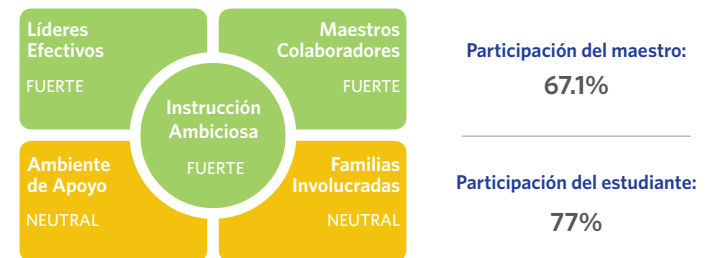 Líderes
Efectivos
FUERTE
Maestros
Colaboradores
FUERTE
Instrucción
Ambiciosa
FUERTE
Ambiente
de Apoyo
NEUTRAL
Familias
Involucradas
NEUTRAL
Participación del maestro:
67.1%
Participación del estudiante:
77%